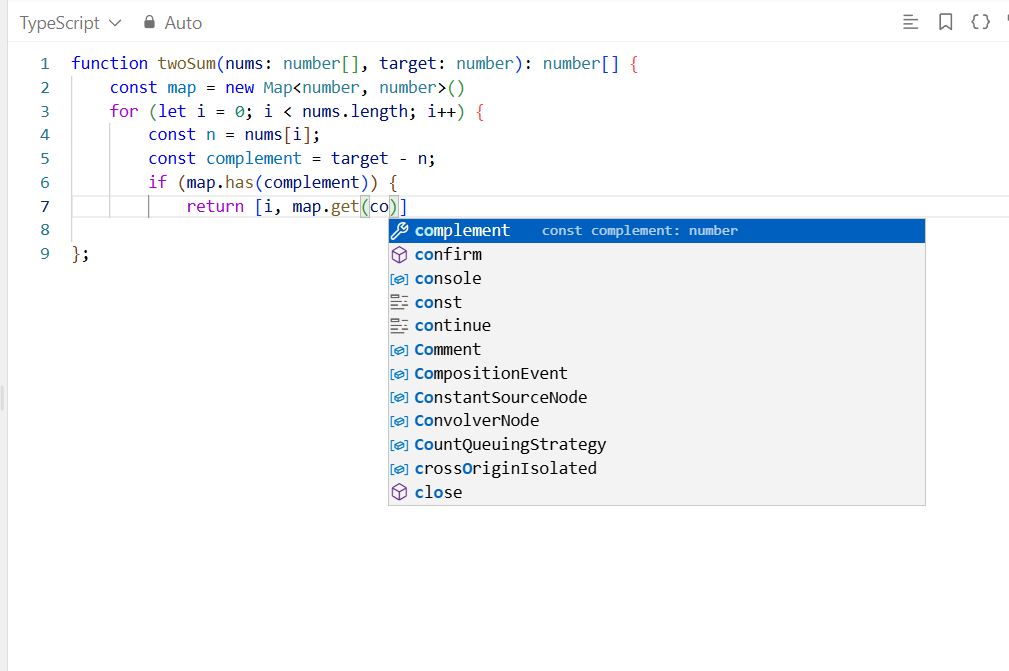 TypeScript Auto
1 function twoSum(nums: number[], target: number): number[] {
2 const map = new Map<number, number>()
3 for (let i = 0; i < nums.length; i++) {
4 const n = nums[i];
5 const complement = target - n;
6 if (map.has(complement)) {
7 return [i, map.get(co)]
8
9 };
complement const complement: number
confirm
console
const
continue
Comment
CompositionEvent
ConstantSourceNode
ConvolverNode
CountQueuingStrategy
crossOriginIsolated
close